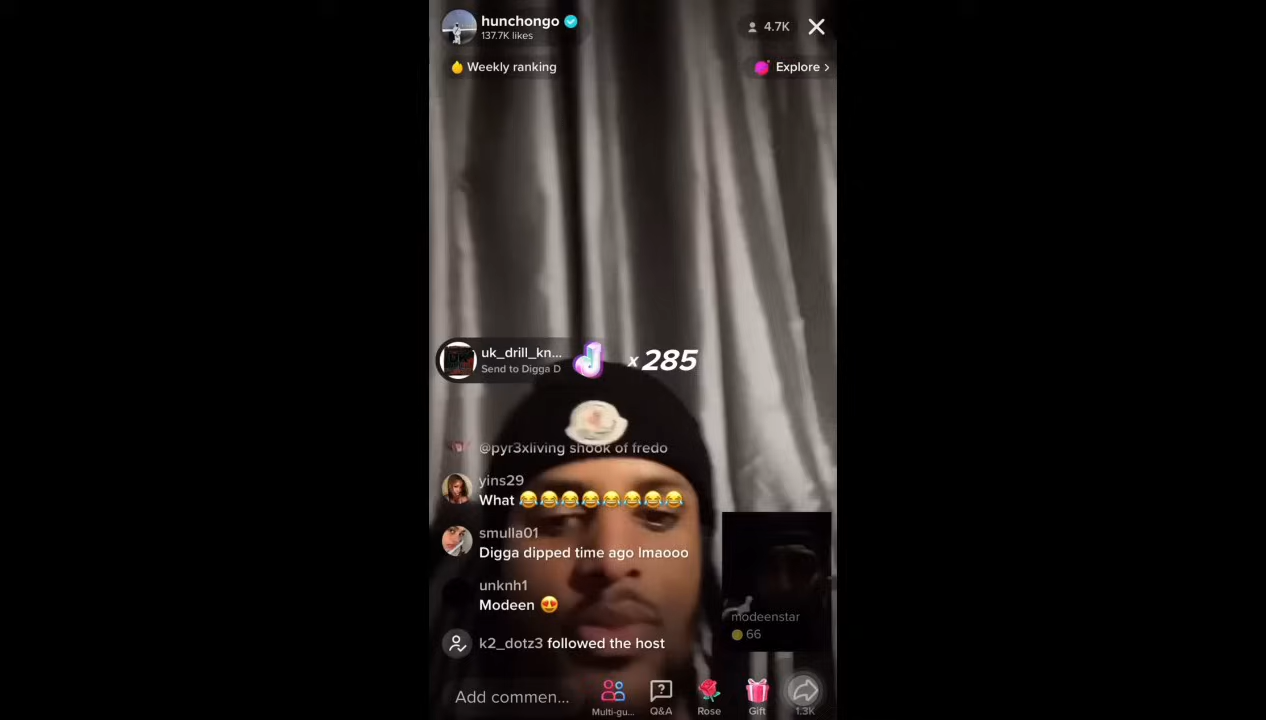 hunchongo
137.7K likes
4.7K
Weekly ranking
Explore
uk_drill_kn...
Send to Digga D
x 285
@pyr3xliving shook of fredo
yins29
What 😂😂😂😂😂😂😂😂
smulla01
Digga dipped time ago lmaooo
unknh1
Modeen 😍
k2_dotz3 followed the host
modeenstar
66
Add commen...
Multi-gu...
Q&A
Rose
Gift
1.3K